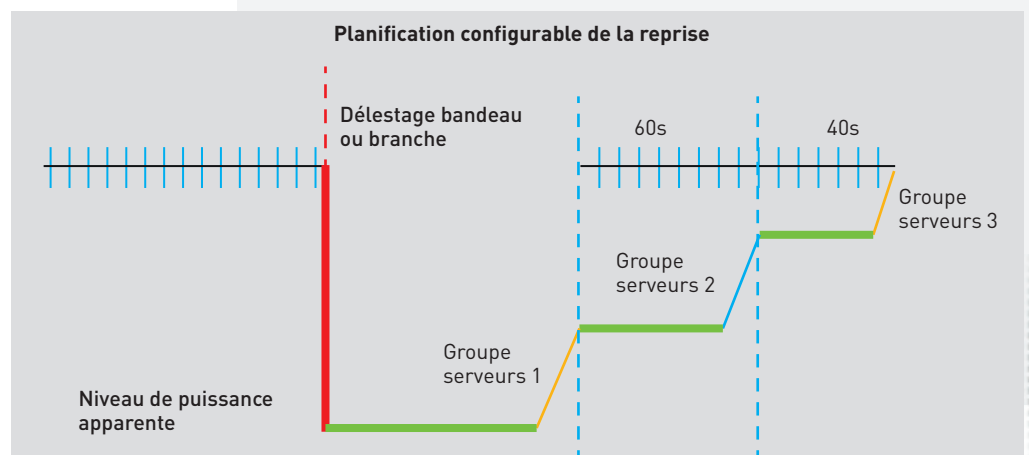 Planification configurable de la reprise
Délestage bandeau
ou branche
60s
40s
Groupe
serveurs 3
Groupe
serveurs 2
Groupe
serveurs 1
Niveau de puissance
apparente